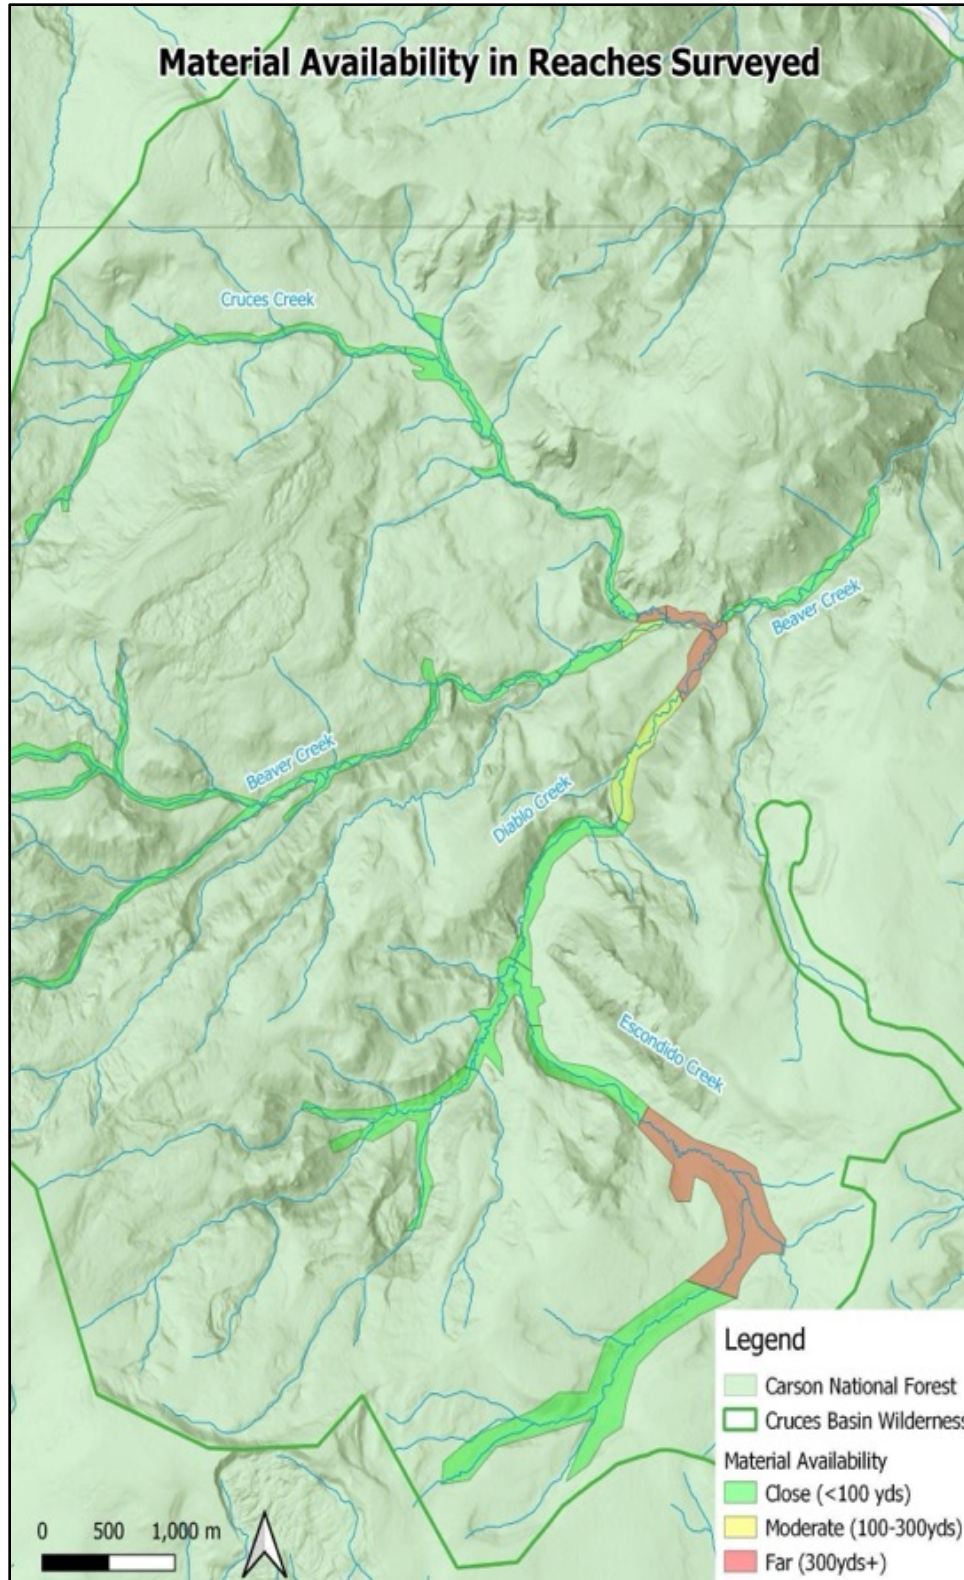 Material Availability in Reaches Surveyed
Cruces Creek
Beaver Creek
Beaver Creek
Diablo Creek
Escondido Creek
Legend
Carson National Forest
Cruces Basin Wilderness
Material Availability
Close (<100 yds)
Moderate (100-300yds)
Far (300yds+)
0 500 1,000 m